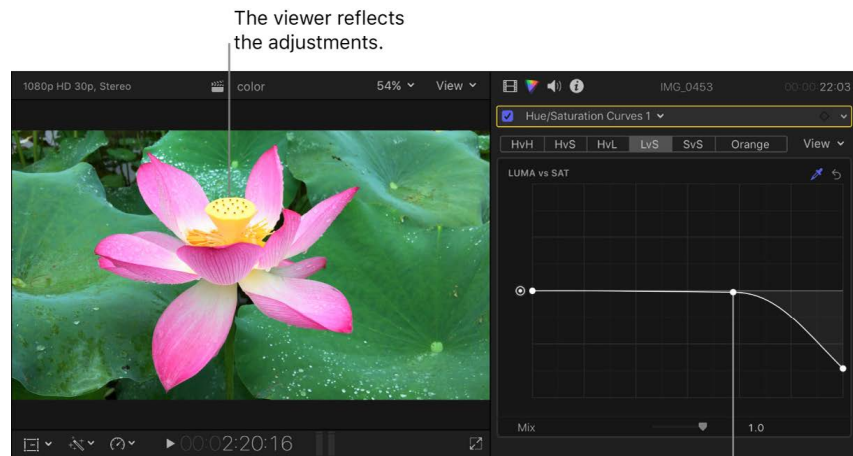 The viewer reflects
the adjustments.
1080p HD 30p, Stereo
color
54%
View
IMG_0453
00:00:22:03
Hue/Saturation Curves 1
HvH
HvS
HvL
LvS
SvS
Orange
View
LUMA vs SAT
Mix
1.0
00:02:20:16